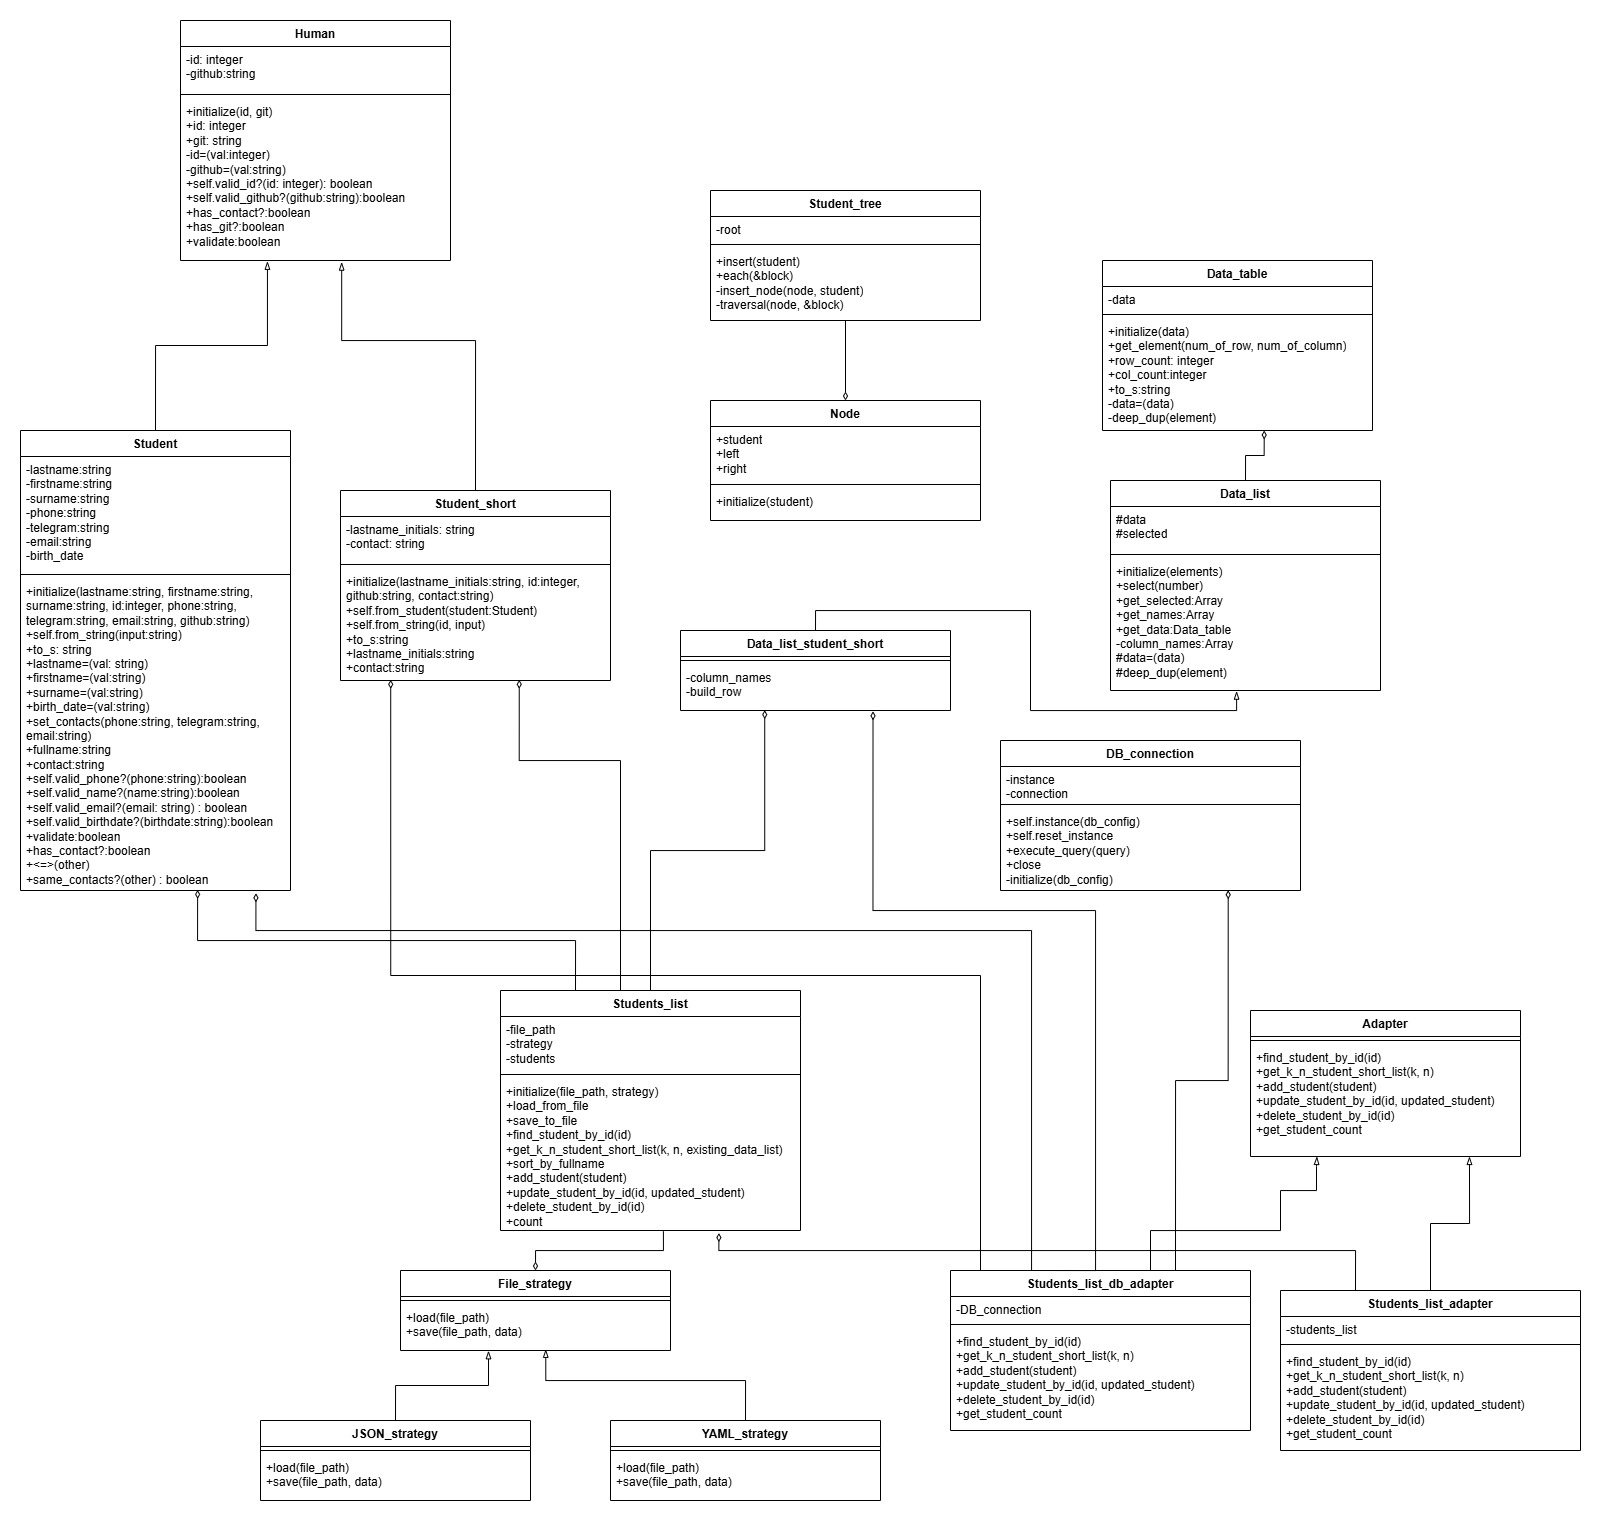 Human
-id: integer
-github:string
+initialize(id, git)
+id: integer
+git: string
-id=(val:integer)
-github=(val:string)
+self.valid_id?(id: integer): boolean
+self.valid_github?(github:string):boolean
+has_contact?:boolean
+has_git?:boolean
+validate:boolean
Student_tree
-root
+insert(student)
+each(&block)
-insert_node(node, student)
-traversal(node, &block)
Data_table
-data
+initialize(data)
+get_element(num_of_row, num_of_column)
+row_count: integer
+col_count:integer
+to_s:string
-data=(data)
-deep_dup(element)
Node
+student
+left
+right
+initialize(student)
Student
-lastname:string
-firstname:string
-surname:string
-phone:string
-telegram:string
-email:string
-birth_date
+initialize(lastname:string, firstname:string,
surname:string, id:integer, phone:string,
telegram:string, email:string, github:string)
+self.from_string(input:string)
+to_s: string
+lastname=(val: string)
+firstname=(val:string)
+surname=(val:string)
+birth_date=(val:string)
+set_contacts(phone:string, telegram:string,
email:string)
+fullname:string
+contact:string
+self.valid_phone?(phone:string):boolean
+self.valid_name?(name:string):boolean
+self.valid_email?(email: string) : boolean
+self.valid_birthdate?(birthdate:string):boolean
+validate:boolean
+has_contact?:boolean
+<=>(other)
+same_contacts?(other) : boolean
Student_short
-lastname_initials: string
-contact: string
+initialize(lastname_initials:string, id:integer,
github:string, contact:string)
+self.from_student(student:Student)
+self.from_string(id, input)
+to_s:string
+lastname_initials:string
+contact:string
Data_list
#data
#selected
+initialize(elements)
+select(number)
+get_selected:Array
+get_names:Array
+get_data:Data_table
-column_names:Array
#data=(data)
#deep_dup(element)
Data_list_student_short
-column_names
-build_row
DB_connection
-instance
-connection
+self.instance(db_config)
+self.reset_instance
+execute_query(query)
+close
-initialize(db_config)
Students_list
-file_path
-strategy
-students
+initialize(file_path, strategy)
+load_from_file
+save_to_file
+find_student_by_id(id)
+get_k_n_student_short_list(k, n, existing_data_list)
+sort_by_fullname
+add_student(student)
+update_student_by_id(id, updated_student)
+delete_student_by_id(id)
+count
Adapter
+find_student_by_id(id)
+get_k_n_student_short_list(k, n)
+add_student(student)
+update_student_by_id(id, updated_student)
+delete_student_by_id(id)
+get_student_count
File_strategy
+load(file_path)
+save(file_path, data)
Students_list_db_adapter
-DB_connection
+find_student_by_id(id)
+get_k_n_student_short_list(k, n)
+add_student(student)
+update_student_by_id(id, updated_student)
+delete_student_by_id(id)
+get_student_count
Students_list_adapter
-students_list
+find_student_by_id(id)
+get_k_n_student_short_list(k, n)
+add_student(student)
+update_student_by_id(id, updated_student)
+delete_student_by_id(id)
+get_student_count
JSON_strategy
+load(file_path)
+save(file_path, data)
YAML_strategy
+load(file_path)
+save(file_path, data)